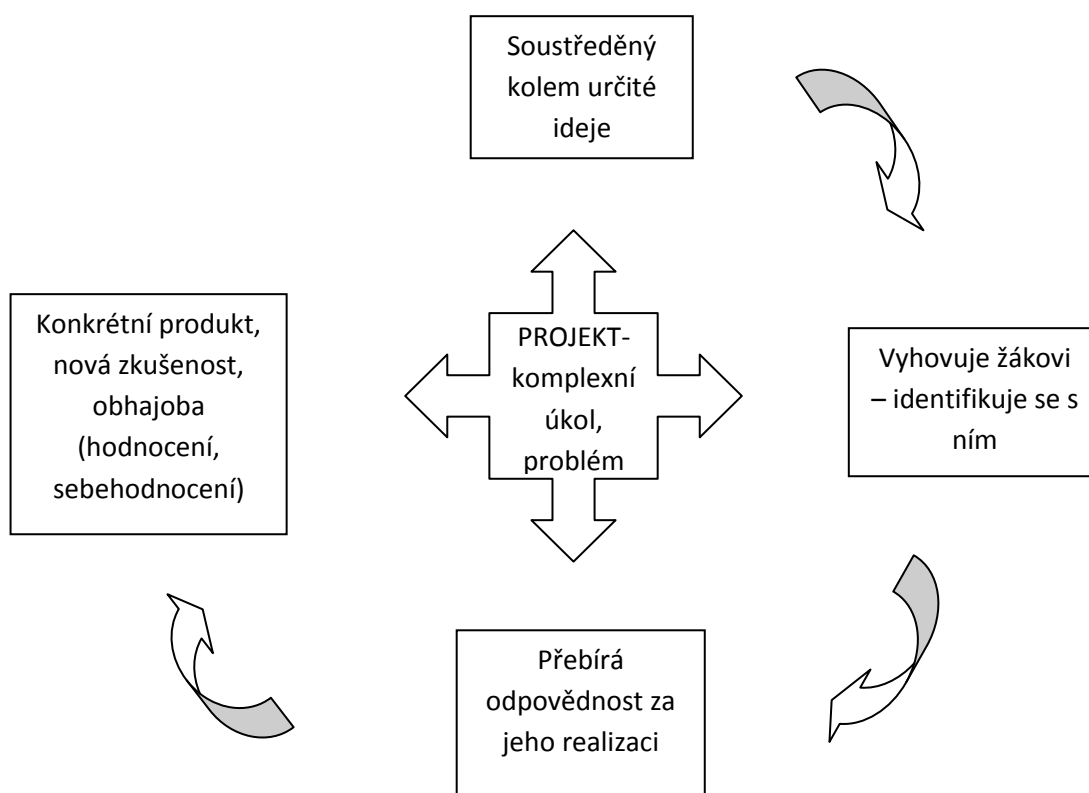 Soustředěný
kolem určité
ideje
Konkrétní produkt,
nová zkušenost,
obhajoba
(hodnocení,
sebehodnocení)
PROJEKT-
komplexní
úkol,
problém
Vyhovuje žákovi
– identifikuje se s
ním
Přebírá
odpovědnost za
jeho realizaci